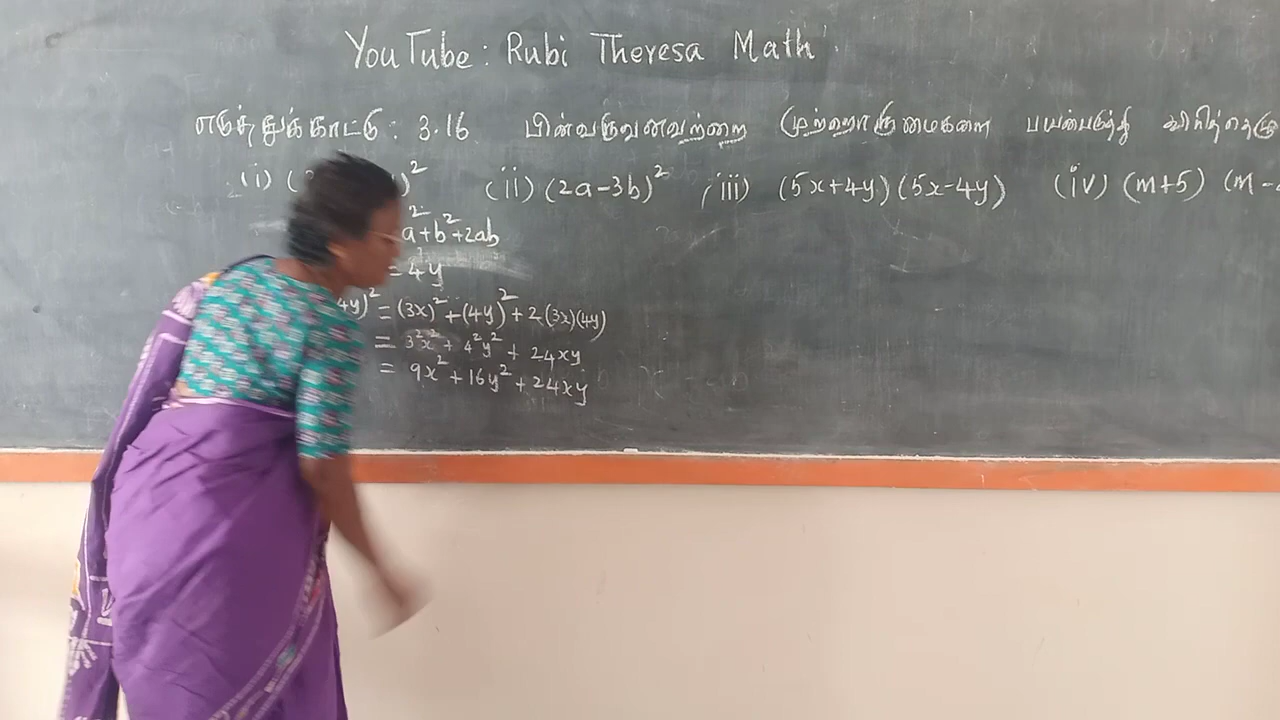 YouTube: Rubi Theresa Math
எடுத்துக்காட்டு: 3.16 பின்வருவனவற்றை முற்றொருமைகளை பயன்படுத்தி
(i) ( )² (ii) (2a-3b)² (iii) (5x+4y) (5x-4y) (iv) (m+5) (m-
a²+b²+2ab
= 4y
4y)² = (3x)² + (4y)² + 2(3x)(4y)
= 3²x² + 4²y² + 24xy
= 9x² + 16y² + 24xy